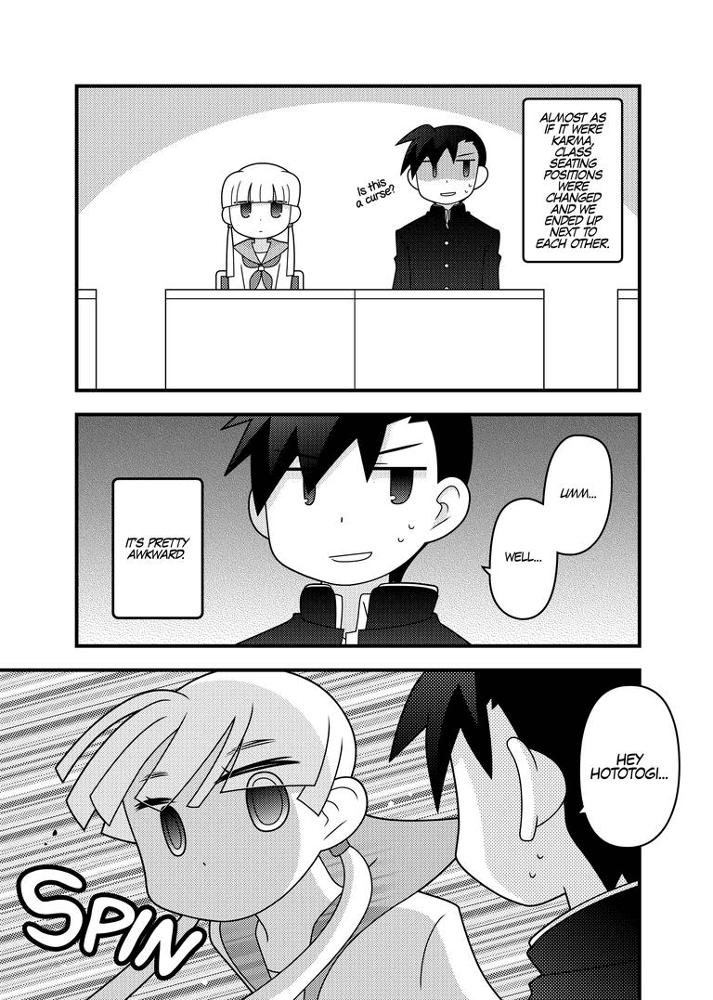 ALMOST AS
IF IT WERE
KARMA,
CLASS
SEATING
POSITIONS
WERE
CHANGED
AND WE
ENDED UP
NEXT TO
EACH OTHER.
Is this
a curse?
UMM...
WELL...
IT'S PRETTY
AWKWARD.
HEY
HOTOTOGI...
SPIN